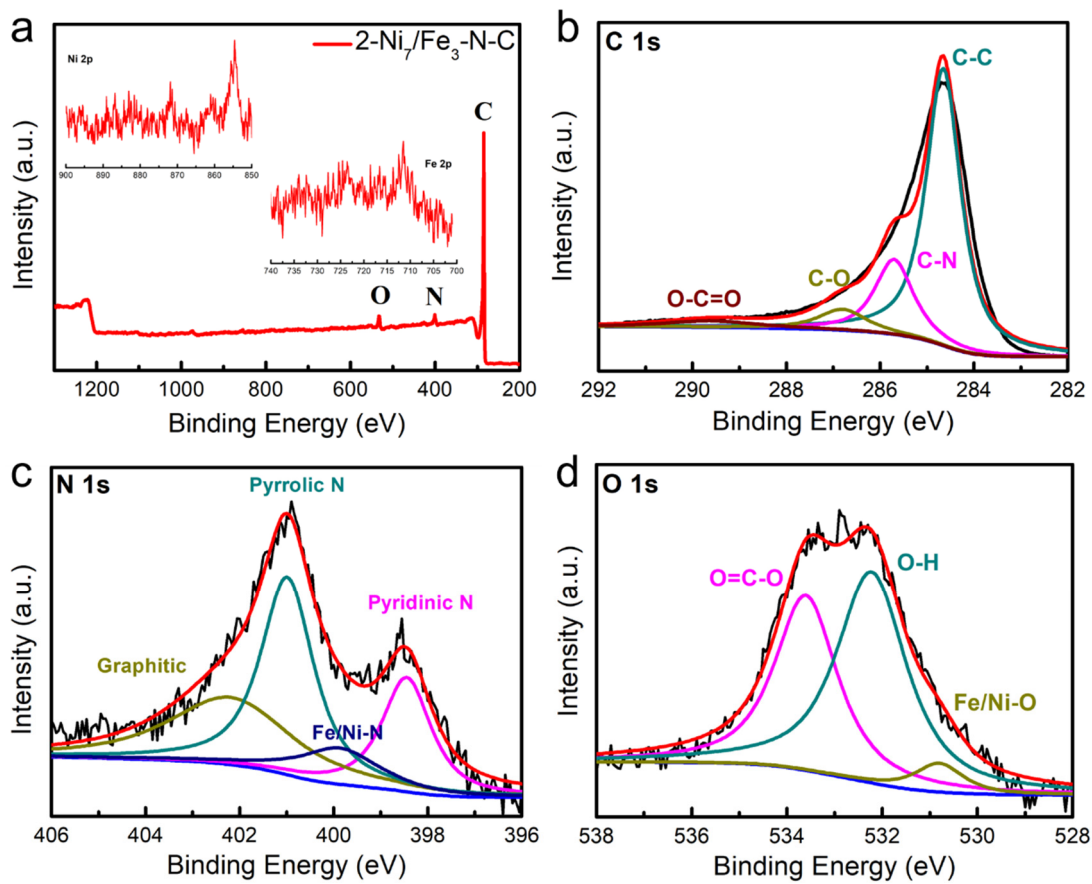 a
2-Ni7/Fe3-N-C
Ni 2p
900 890 880 870 860 850
Fe 2p
740 735 730 725 720 715 710 705 700
C
O
N
Intensity (a.u.)
1200 1000 800 600 400 200
Binding Energy (eV)
b
C 1s
C-C
C-N
C-O
O-C=O
Intensity (a.u.)
292 290 288 286 284 282
Binding Energy (eV)
c
N 1s
Pyrrolic N
Pyridinic N
Graphitic
Fe/Ni-N
Intensity (a.u.)
406 404 402 400 398 396
Binding Energy (eV)
d
O 1s
O=C-O
O-H
Fe/Ni-O
Intensity (a.u.)
538 536 534 532 530 528
Binding Energy (eV)